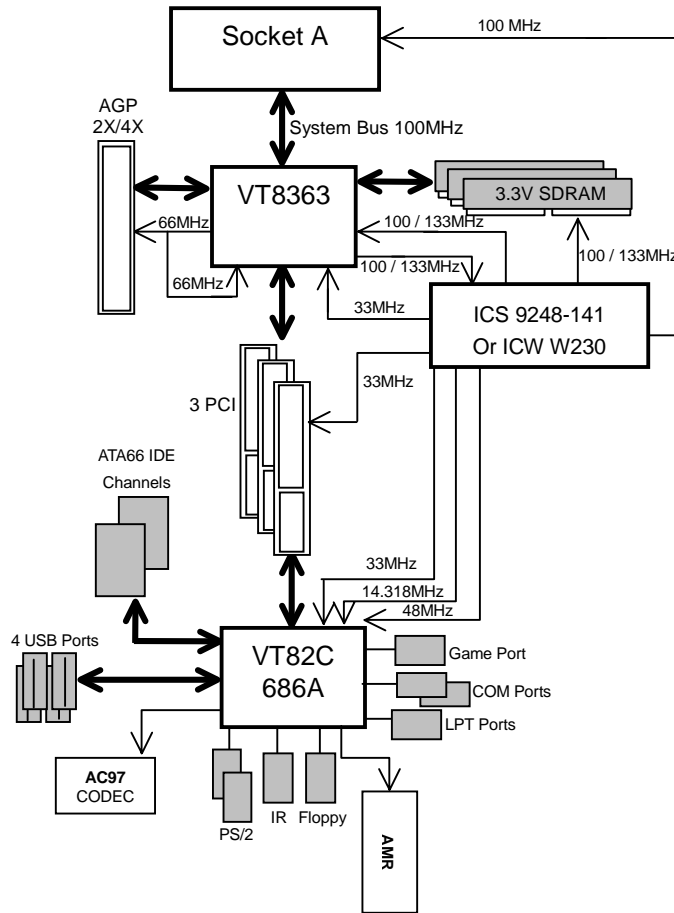 Socket A
100 MHz
AGP
2X/4X
System Bus 100MHz
VT8363
3.3V SDRAM
66MHz
100 / 133MHz
100 / 133MHz
100 / 133MHz
66MHz
33MHz
ICS 9248-141
Or ICW W230
3 PCI
33MHz
ATA66 IDE
Channels
33MHz
14.318MHz
48MHz
4 USB Ports
VT82C
686A
Game Port
COM Ports
LPT Ports
AC97
CODEC
PS/2
IR
Floppy
AMR